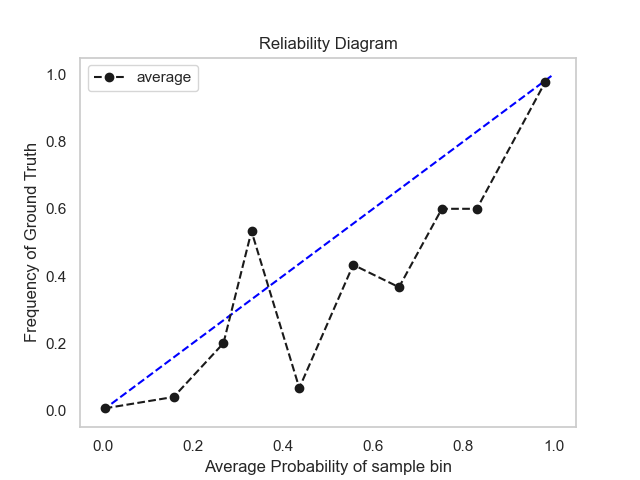 Reliability Diagram
average
Frequency of Ground Truth
1.0
0.8
0.6
0.4
0.2
0.0
0.0 0.2 0.4 0.6 0.8 1.0
Average Probability of sample bin